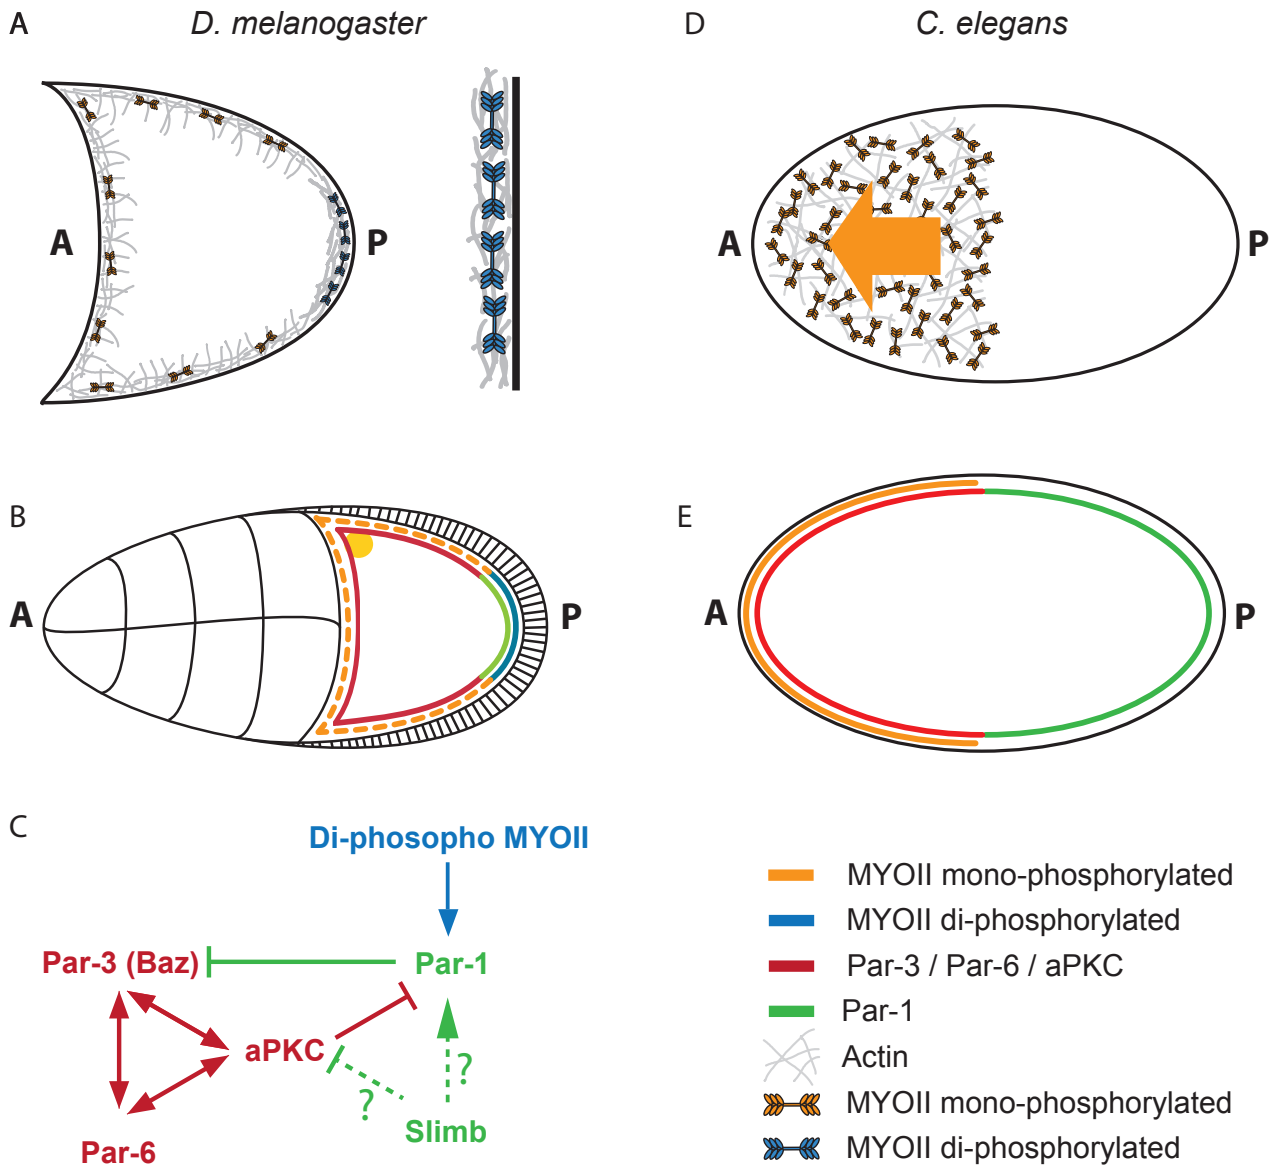 A
D. melanogaster
D
C. elegans
A
P
A
P
B
A
P
E
A
P
C
Di-phosopho MYOII
Par-3 (Baz)
Par-1
aPKC
?
?
Slimb
Par-6
MYOII mono-phosphorylated
MYOII di-phosphorylated
Par-3 / Par-6 / aPKC
Par-1
Actin
MYOII mono-phosphorylated
MYOII di-phosphorylated